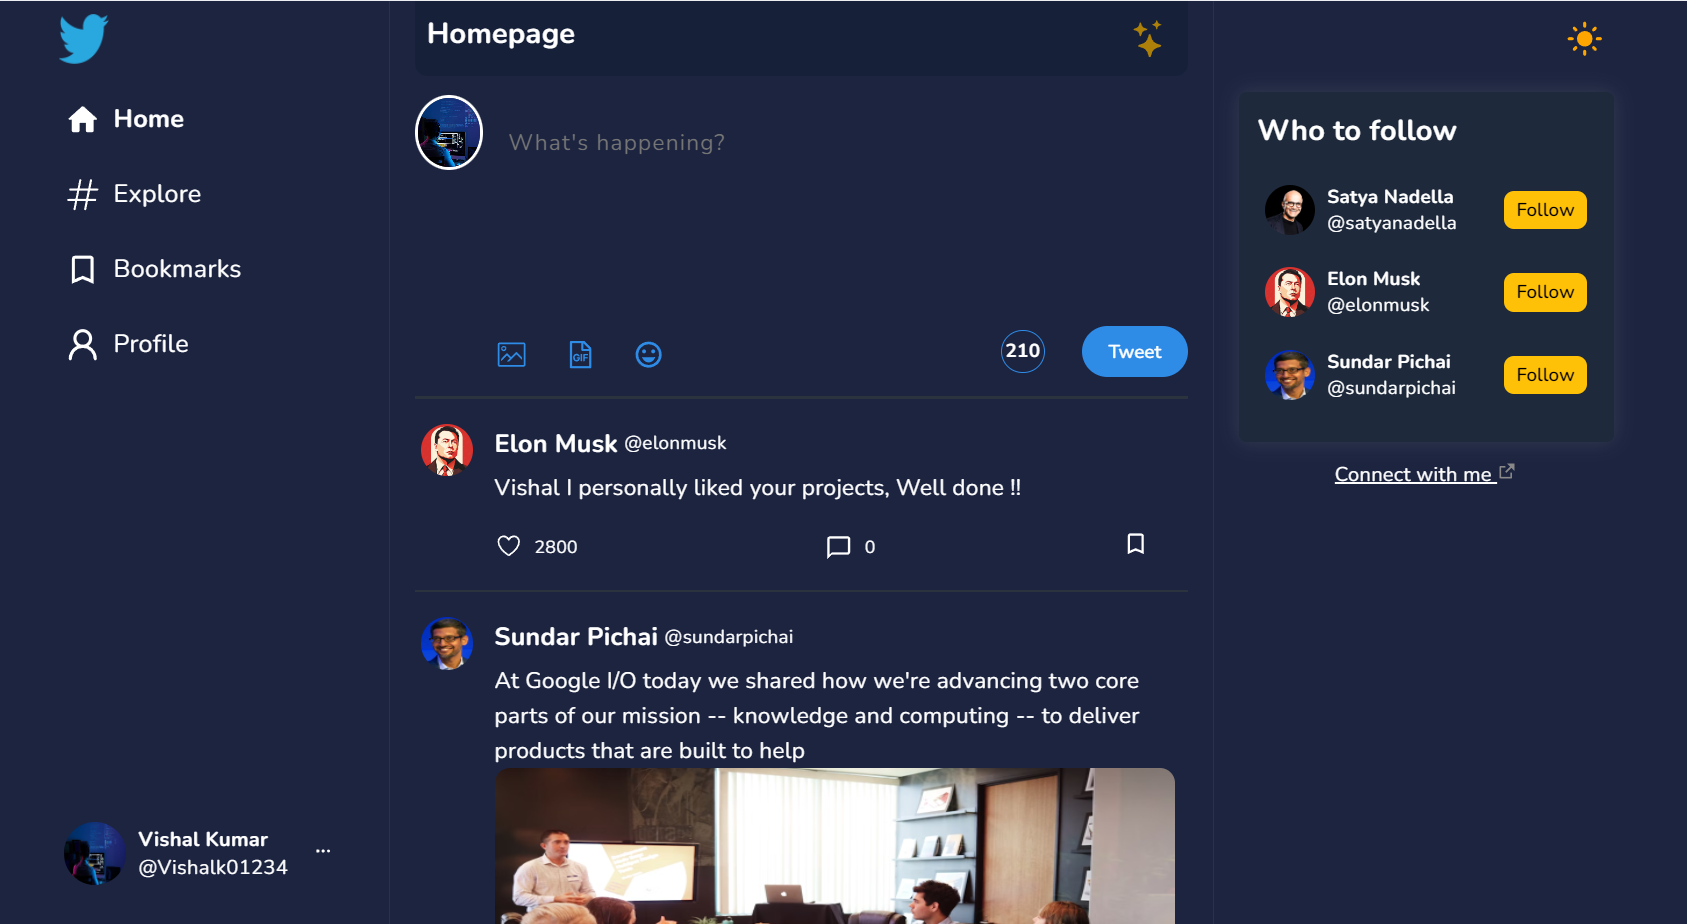 Homepage
Home
Explore
Bookmarks
Profile
Vishal Kumar
@Vishalk01234
...
What's happening?
GIF
210
Tweet
Elon Musk @elonmusk
Vishal I personally liked your projects, Well done !!
2800
0
Sundar Pichai @sundarpichai
At Google I/O today we shared how we're advancing two core
parts of our mission -- knowledge and computing -- to deliver
products that are built to help
Who to follow
Satya Nadella
@satyanadella
Follow
Elon Musk
@elonmusk
Follow
Sundar Pichai
@sundarpichai
Follow
Connect with me